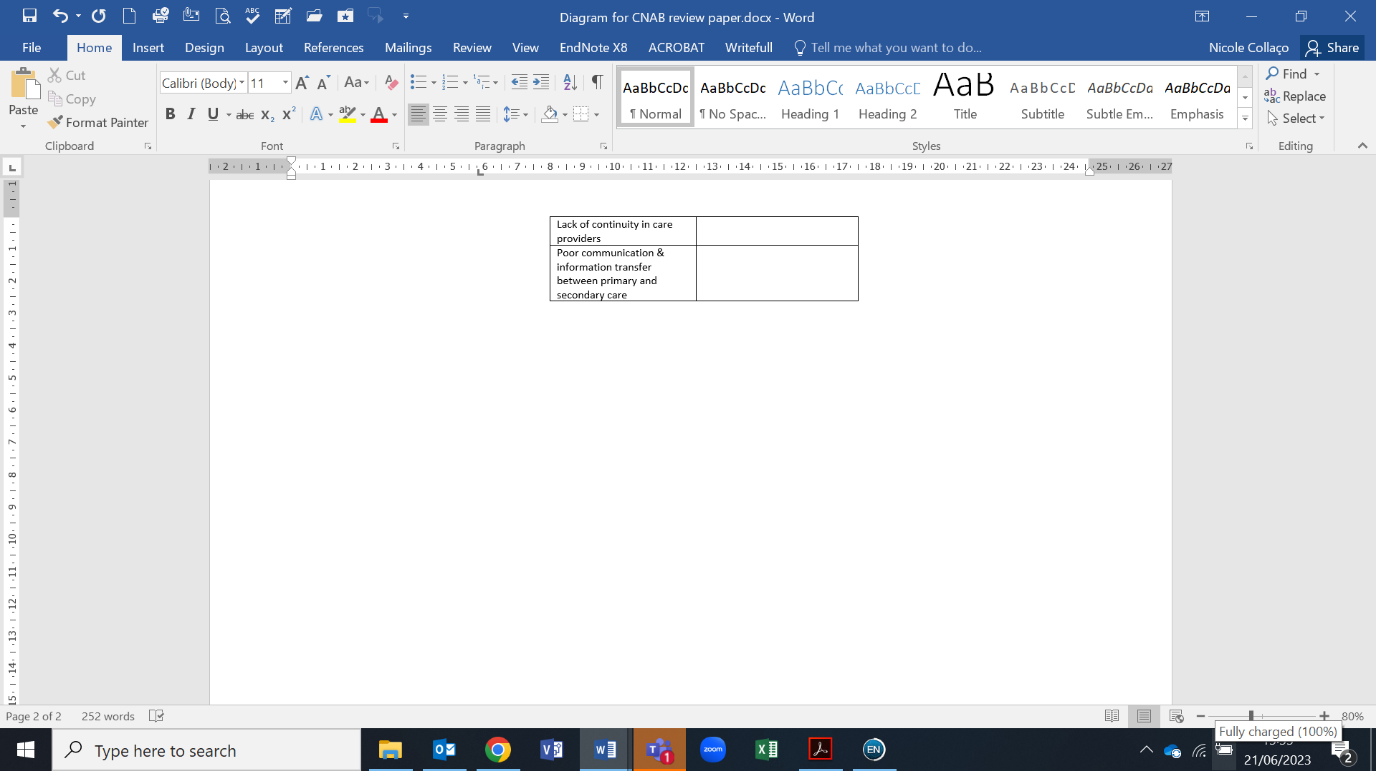 Diagram for CNAB review paper.docx - Word
File Home Insert Design Layout References Mailings Review View EndNote X8 ACROBAT Writefull Tell me what you want to do... Nicole Collaço Share
Paste
Cut
Copy
Format Painter
Clipboard
Calibri (Body) 11
Font
Paragraph
AaBbCcDc AaBbCcDc AaBbCc AaBbCcD AaB AaBbCcD AaBbCcDa AaBbCcDa
¶ Normal ¶ No Spac... Heading 1 Heading 2 Title Subtitle Subtle Em... Emphasis
Styles
Find
Replace
Select
Editing
Lack of continuity in care
providers
Poor communication &
information transfer
between primary and
secondary care
Page 2 of 2 252 words 80%
Fully charged (100%)
Type here to search
zoom
EN
21/06/2023
2